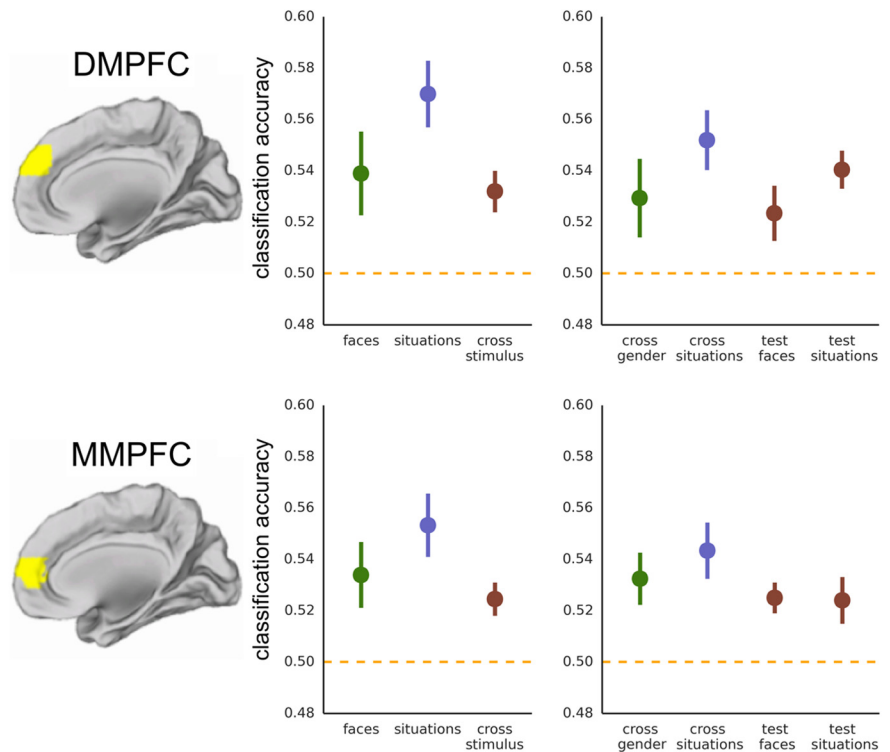 DMPFC
classification accuracy
0.60
0.58
0.56
0.54
0.52
0.50
0.48
faces
situations
cross
stimulus
0.60
0.58
0.56
0.54
0.52
0.50
0.48
cross
gender
cross
situations
test
faces
test
situations
MMPFC
classification accuracy
0.60
0.58
0.56
0.54
0.52
0.50
0.48
faces
situations
cross
stimulus
0.60
0.58
0.56
0.54
0.52
0.50
0.48
cross
gender
cross
situations
test
faces
test
situations